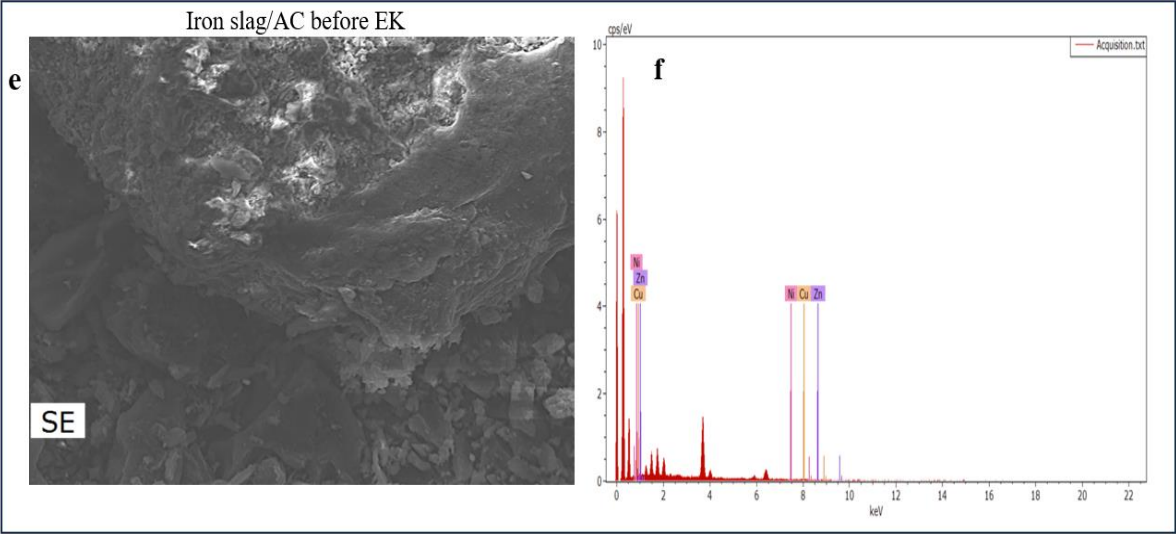 Iron slag/AC before EK
e
SE
cps/eV
f
Acquisition.txt
10
8
6
4
2
0
Ni
Zn
Cu
Ni Cu Zn
0 2 4 6 8 10 12 14 16 18 20 22
keV